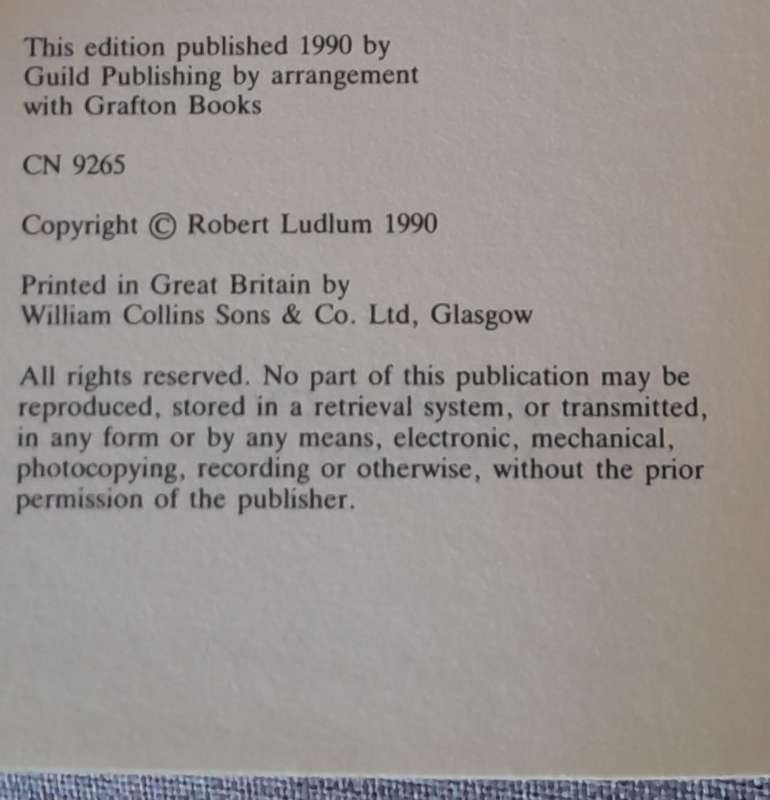 This edition published 1990 by
Guild Publishing by arrangement
with Grafton Books
CN 9265
Copyright © Robert Ludlum 1990
Printed in Great Britain by
William Collins Sons & Co. Ltd, Glasgow
All rights reserved. No part of this publication may be
reproduced, stored in a retrieval system, or transmitted,
in any form or by any means, electronic, mechanical,
photocopying, recording or otherwise, without the prior
permission of the publisher.